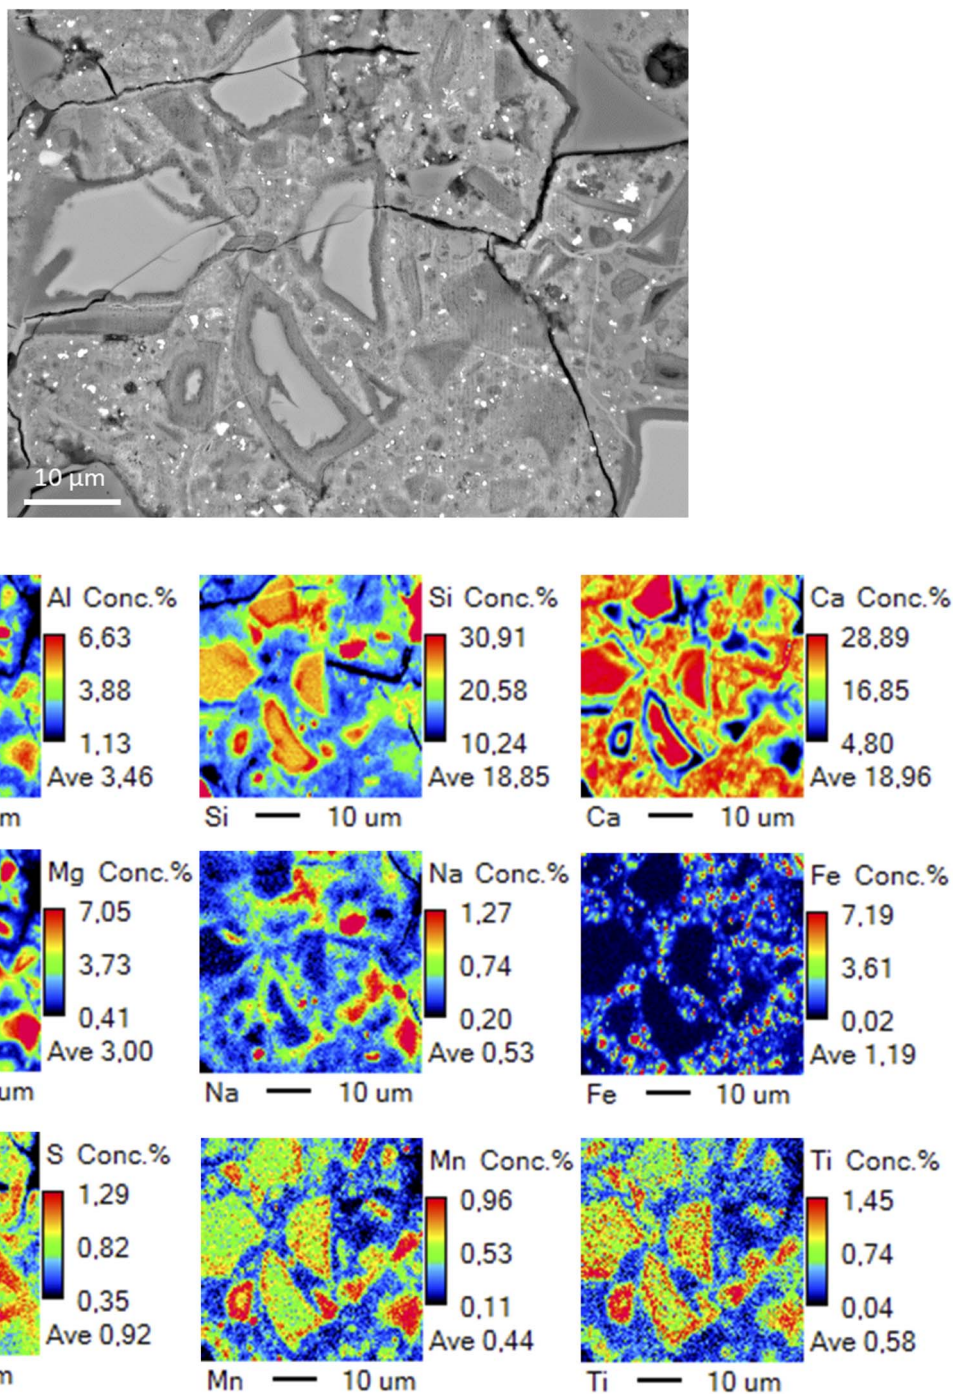 10 µm
Al Conc.%
6,63
3,88
1,13
Ave 3,46
m
Si Conc.%
30,91
20,58
10,24
Ave 18,85
Si 10 um
Ca Conc.%
28,89
16,85
4,80
Ave 18,96
Ca 10 um
Mg Conc.%
7,05
3,73
0,41
Ave 3,00
um
Na Conc.%
1,27
0,74
0,20
Ave 0,53
Na 10 um
Fe Conc.%
7,19
3,61
0,02
Ave 1,19
Fe 10 um
S Conc.%
1,29
0,82
0,35
Ave 0,92
m
Mn Conc.%
0,96
0,53
0,11
Ave 0,44
Mn 10 um
Ti Conc.%
1,45
0,74
0,04
Ave 0,58
Ti 10 um